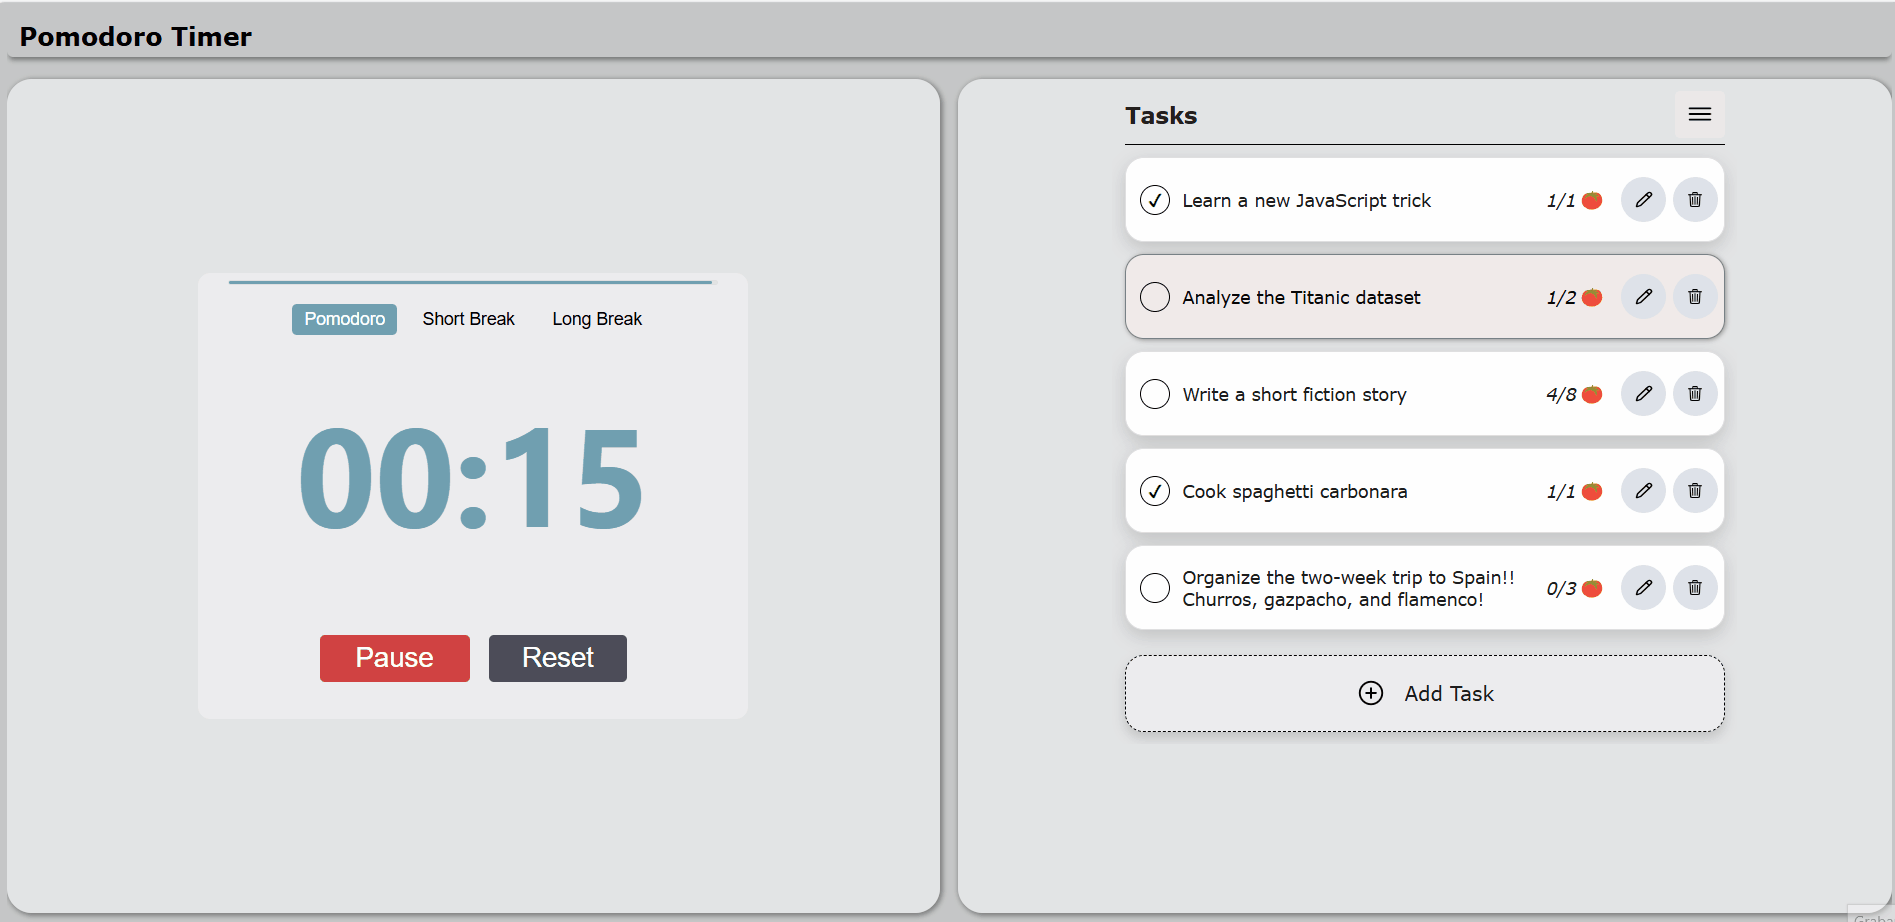 Pomodoro Timer
Pomodoro Short Break Long Break
00:15
Pause Reset
Tasks
Learn a new JavaScript trick 1/1
Analyze the Titanic dataset 1/2
Write a short fiction story 4/8
Cook spaghetti carbonara 1/1
Organize the two-week trip to Spain!!
Churros, gazpacho, and flamenco! 0/3
Add Task